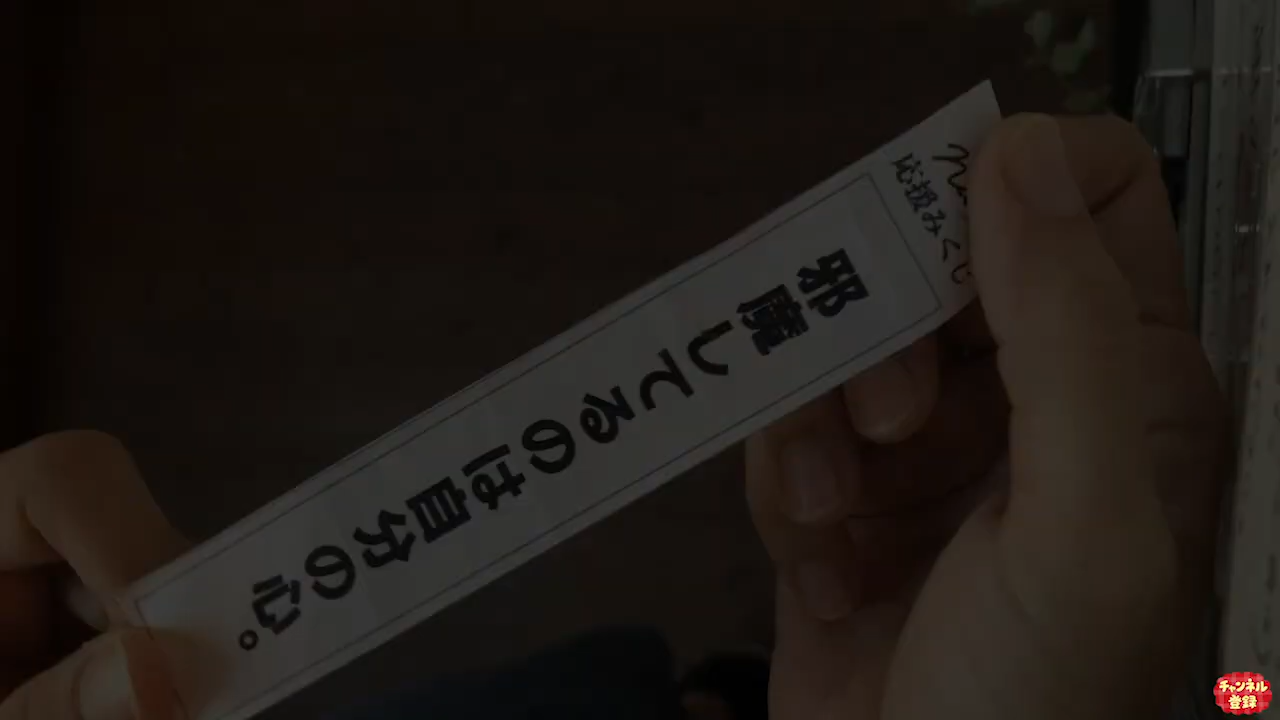 応援みくじ
邪魔してるのは自分の心。
チャンネル
登録